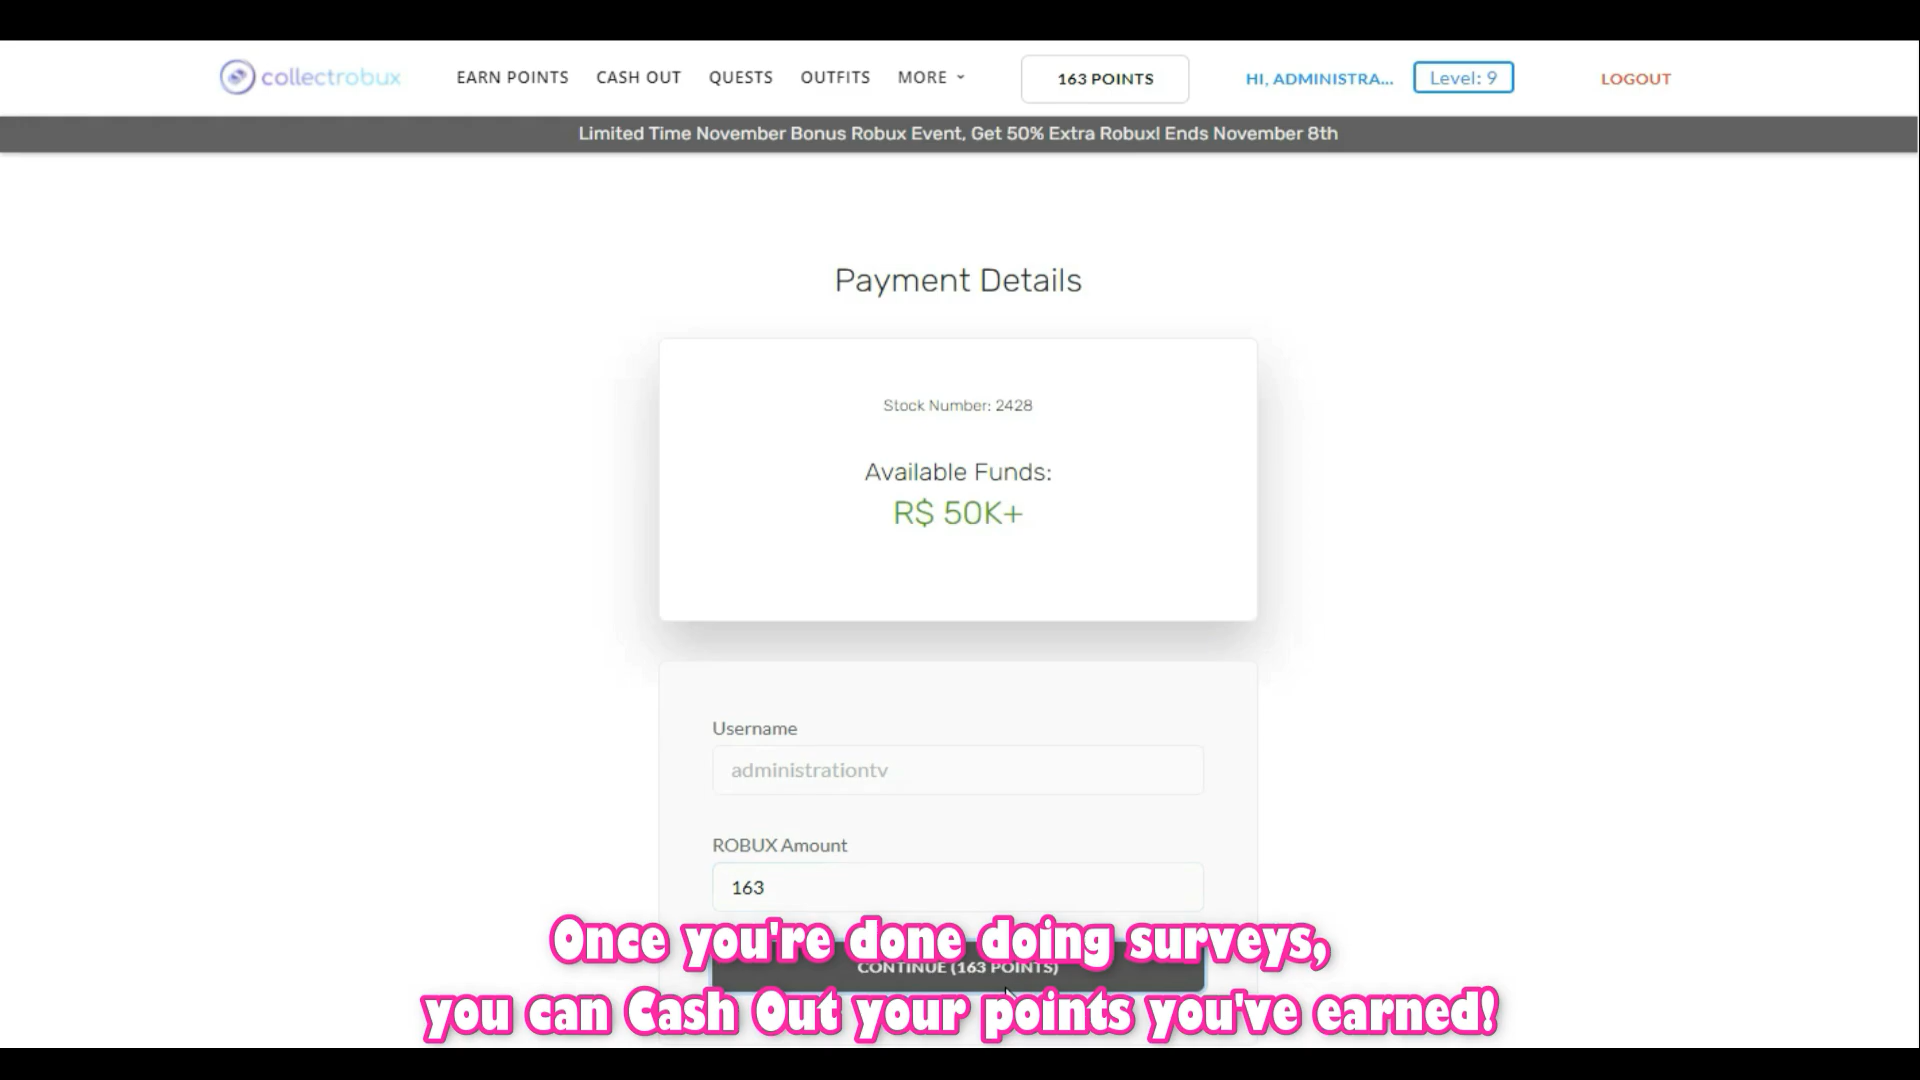 collectrobux
EARN POINTS CASH OUT QUESTS OUTFITS MORE 163 POINTS HI, ADMINISTRA... Level: 9 LOGOUT
Limited Time November Bonus Robux Event, Get 50% Extra Robux! Ends November 8th
Payment Details
Stock Number: 2428
Available Funds:
R$ 50K+
Username
administrationtv
ROBUX Amount
163
Once you're done doing surveys,
CONTINUE (163 POINTS)
you can Cash Out your points you've earned!